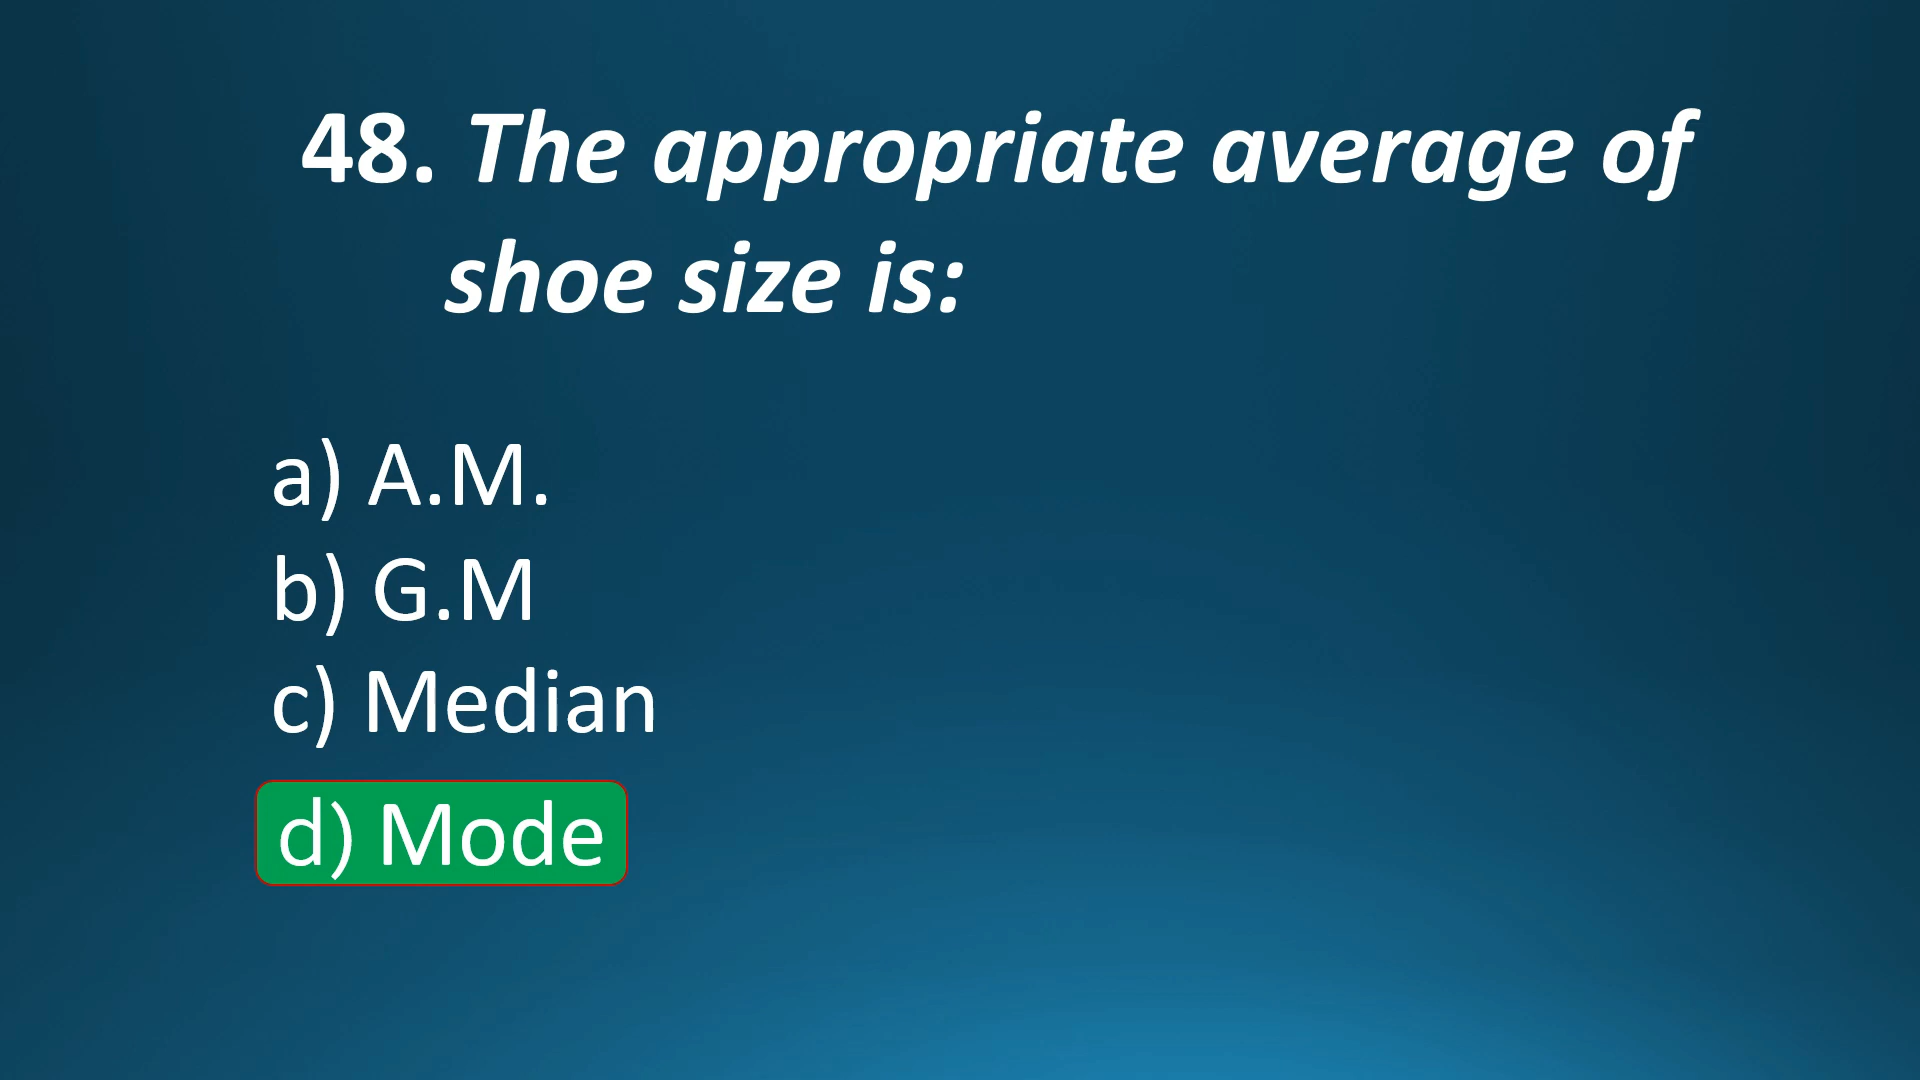 48. The appropriate average of
shoe size is:
a) A.M.
b) G.M
c) Median
d) Mode